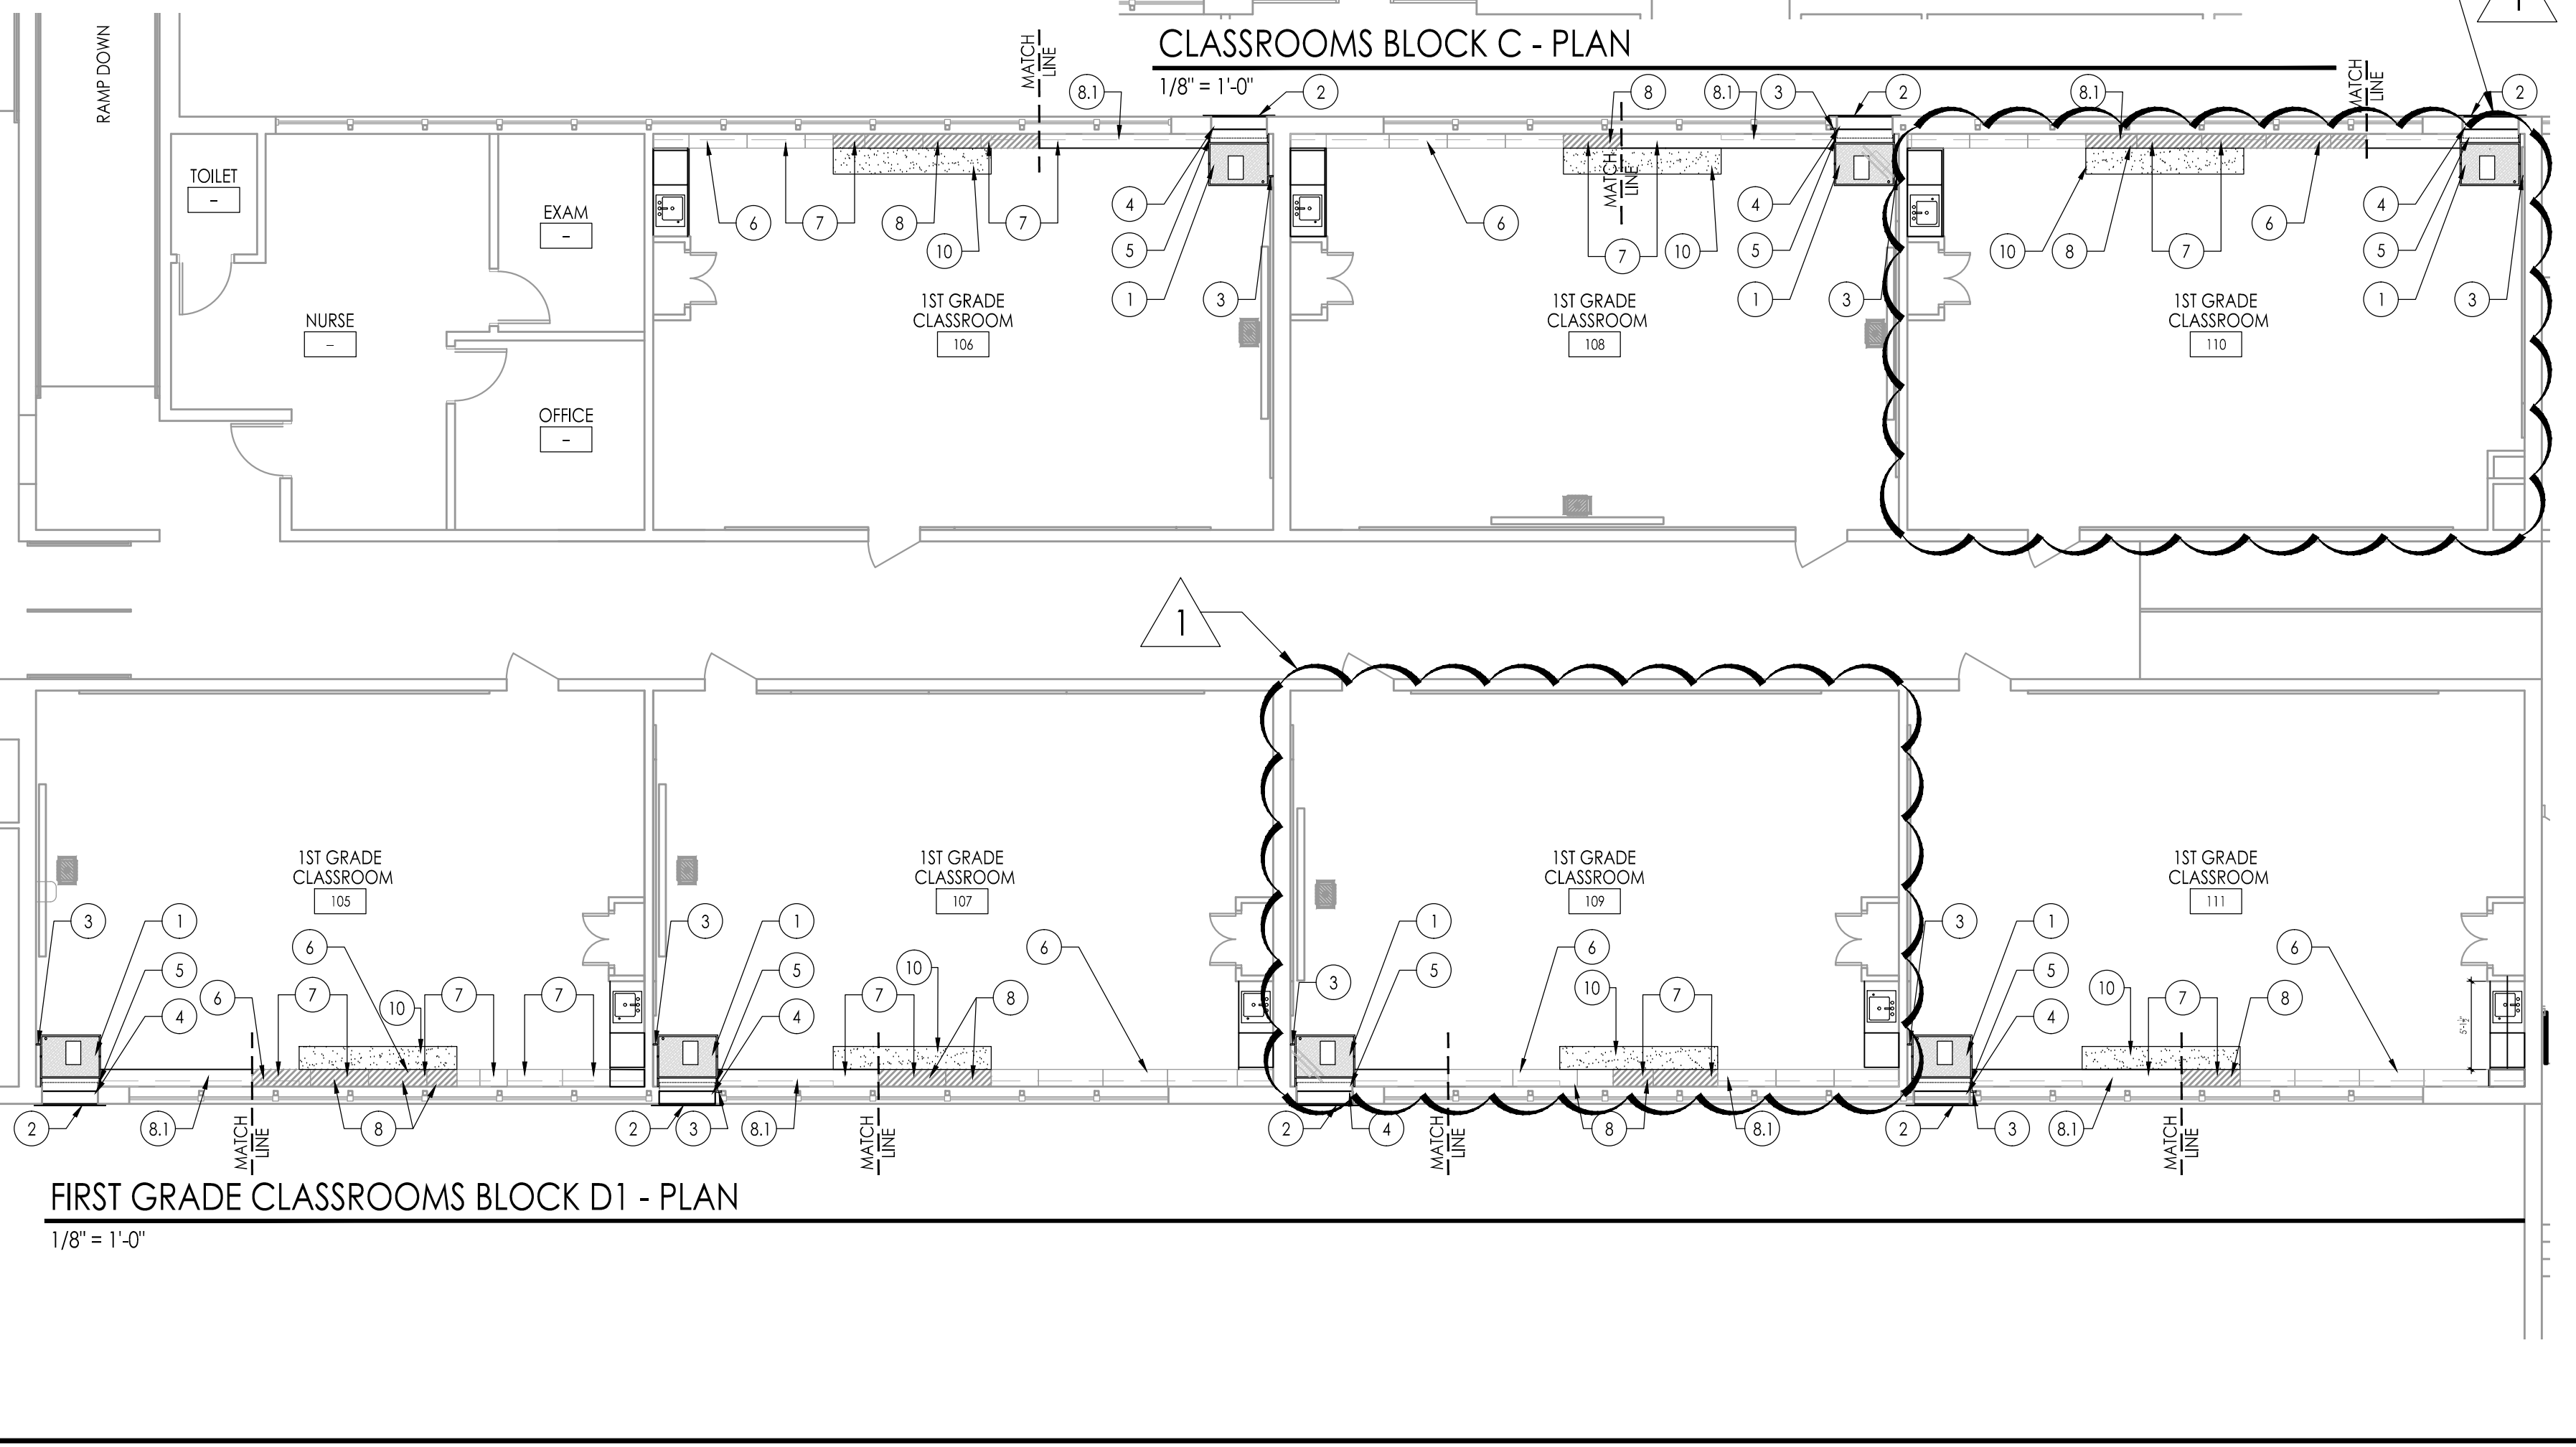 1
CLASSROOMS BLOCK C - PLAN
1/8" = 1'-0"
RAMP DOWN
MATCH
LINE
8.1
2
8
8.1
3
2
8.1
MATCH
LINE
2
TOILET
-
EXAM
-
NURSE
-
OFFICE
-
6
7
8
10
7
4
5
1
3
1ST GRADE
CLASSROOM
106
MATCH
LINE
6
7
10
4
5
1
3
1ST GRADE
CLASSROOM
108
10
8
7
6
4
5
1
3
1ST GRADE
CLASSROOM
110
1
1ST GRADE
CLASSROOM
105
3
1
5
4
6
6
7
10
7
7
2
8.1
MATCH
LINE
8
1ST GRADE
CLASSROOM
107
3
1
5
4
7
10
8
6
2
3
8.1
MATCH
LINE
1ST GRADE
CLASSROOM
109
3
1
5
6
10
7
2
4
MATCH
LINE
8
8.1
1ST GRADE
CLASSROOM
111
3
1
5
4
10
7
8
6
5'-1½"
2
3
8.1
MATCH
LINE
FIRST GRADE CLASSROOMS BLOCK D1 - PLAN
1/8" = 1'-0"